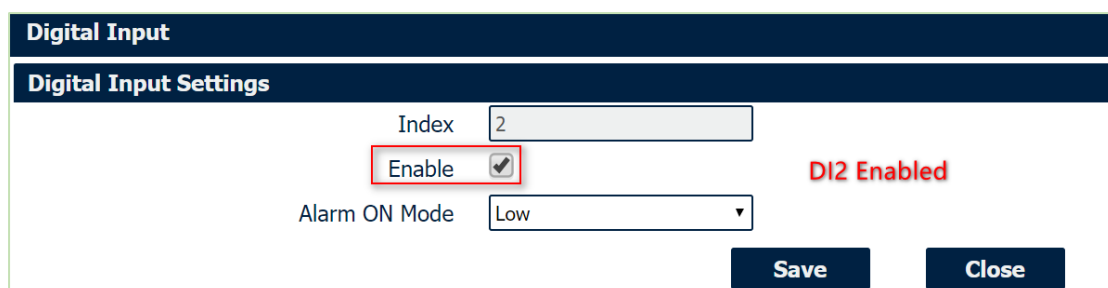 Digital Input
Digital Input Settings
Index 2
Enable DI2 Enabled
Alarm ON Mode Low
Save Close